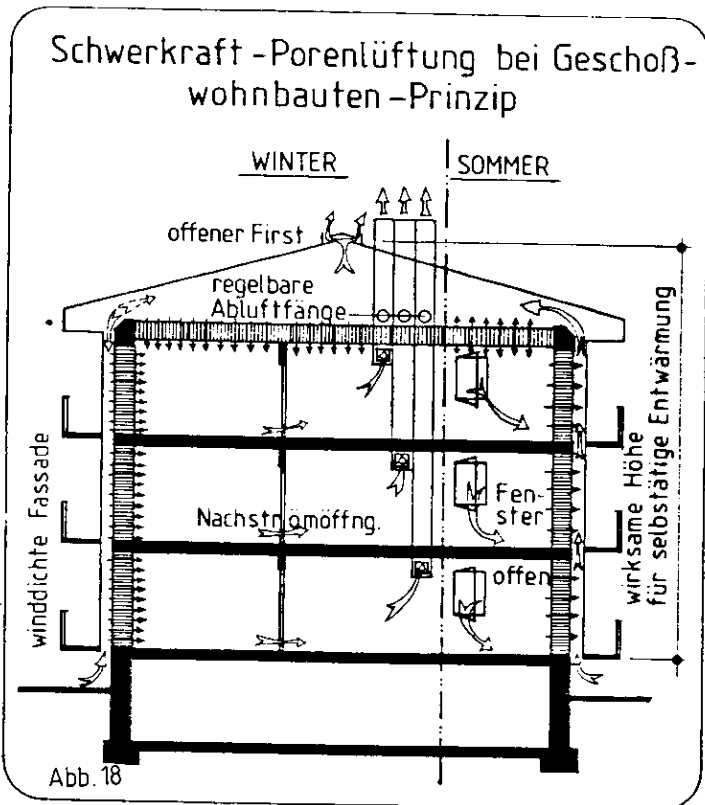 Schwerkraft-Porenlüftung bei Geschoß-
wohnbauten-Prinzip
WINTER
SOMMER
offener First
regelbare
Abluftfänge
winddichte Fassade
Nachströmöffng.
Fen-
ster
offen
wirksame Höhe
für selbstätige Entwärmung
Abb. 18